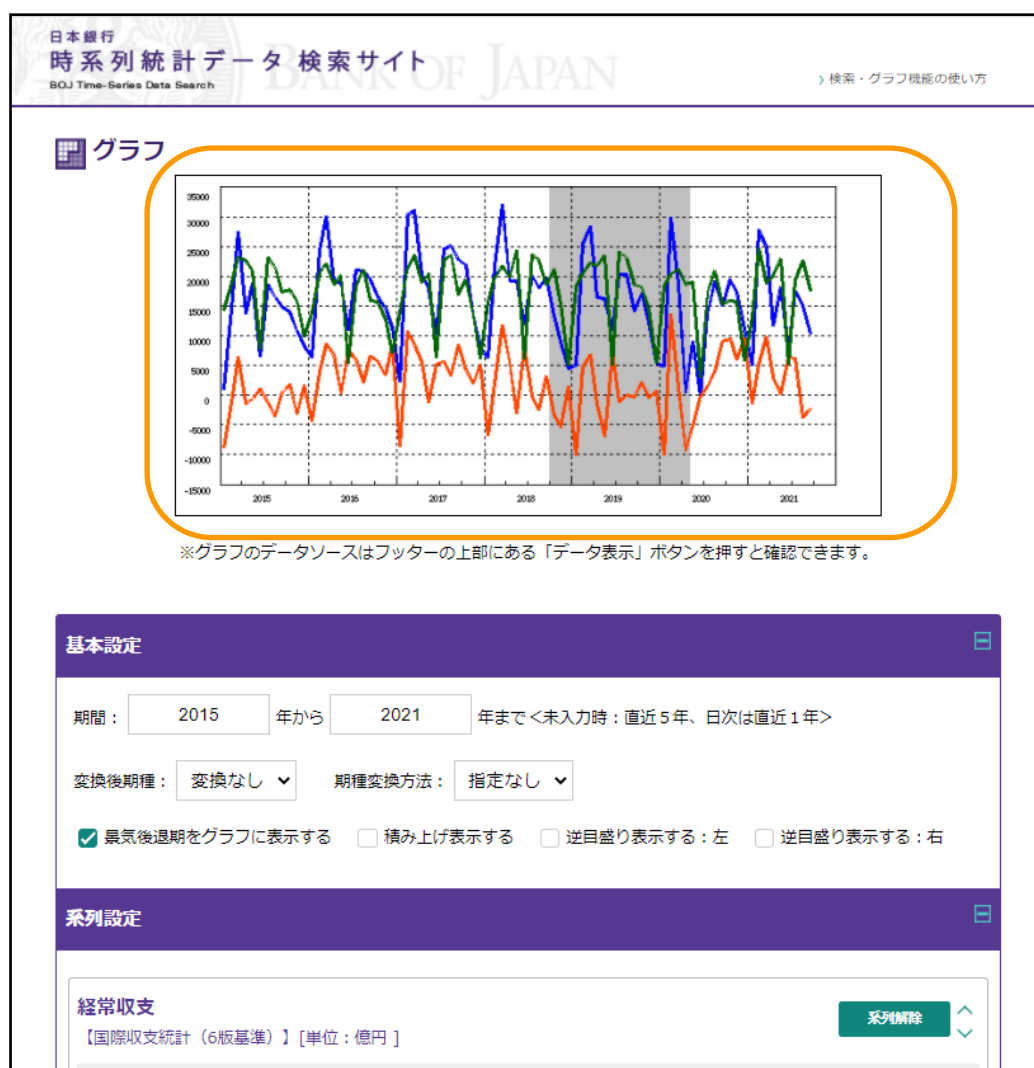 日本銀行
時系列統計データ 検索サイト
BOJ Time-Series Data Search
BANK OF JAPAN
検索・グラフ機能の使い方
グラフ
35000
30000
25000
20000
15000
10000
5000
0
-5000
-10000
-15000
2015 2016 2017 2018 2019 2020 2021
※グラフのデータソースはフッターの上部にある「データ表示」ボタンを押すと確認できます。
基本設定
期間： 2015 年から 2021 年まで＜未入力時：直近５年、日次は直近１年＞
変換後期種： 変換なし 期種変換方法： 指定なし
景気後退期をグラフに表示する 積み上げ表示する 逆目盛り表示する：左 逆目盛り表示する：右
系列設定
経常収支
系列解除
【国際収支統計（6版基準）】[単位：億円 ]